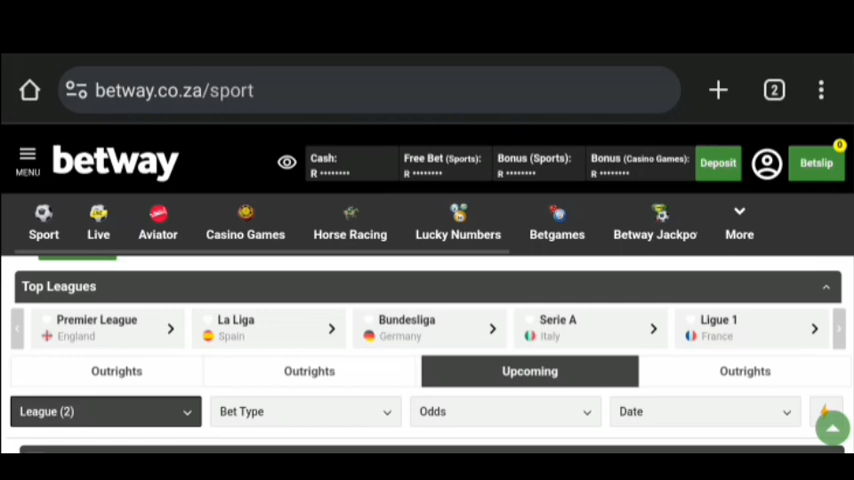 betway.co.za/sport
2
0
MENU
betway
Cash:
R ********
Free Bet (Sports):
R ********
Bonus (Sports):
R ********
Bonus (Casino Games):
R ********
Deposit
Betslip
Sport
Live
Aviator
Casino Games
Horse Racing
Lucky Numbers
Betgames
Betway Jackpo
More
Top Leagues
Premier League
England
La Liga
Spain
Bundesliga
Germany
Serie A
Italy
Ligue 1
France
Outrights
Outrights
Upcoming
Outrights
League (2)
Bet Type
Odds
Date